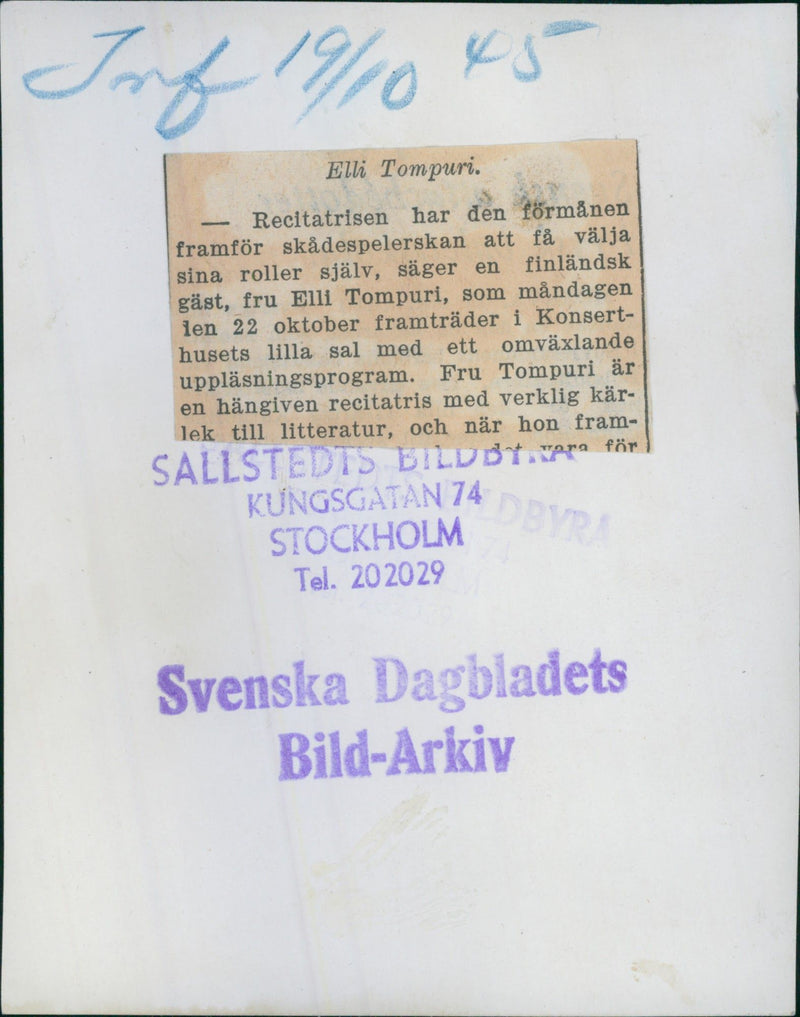 Inf 19/10 45
Elli Tompuri.
— Recitatrisen har den förmånen
framför skådespelerskan att få välja
sina roller själv, säger en finländsk
gäst, fru Elli Tompuri, som måndagen
den 22 oktober framträder i Konsert-
husets lilla sal med ett omväxlande
uppläsningsprogram. Fru Tompuri är
en hängiven recitatris med verklig kär-
lek till litteratur, och när hon fram-
det vara för
SALLSTEDTS BILDBYRA
KUNGSGATAN 74
STOCKHOLM
Tel. 202029
Svenska Dagbladets
Bild-Arkiv